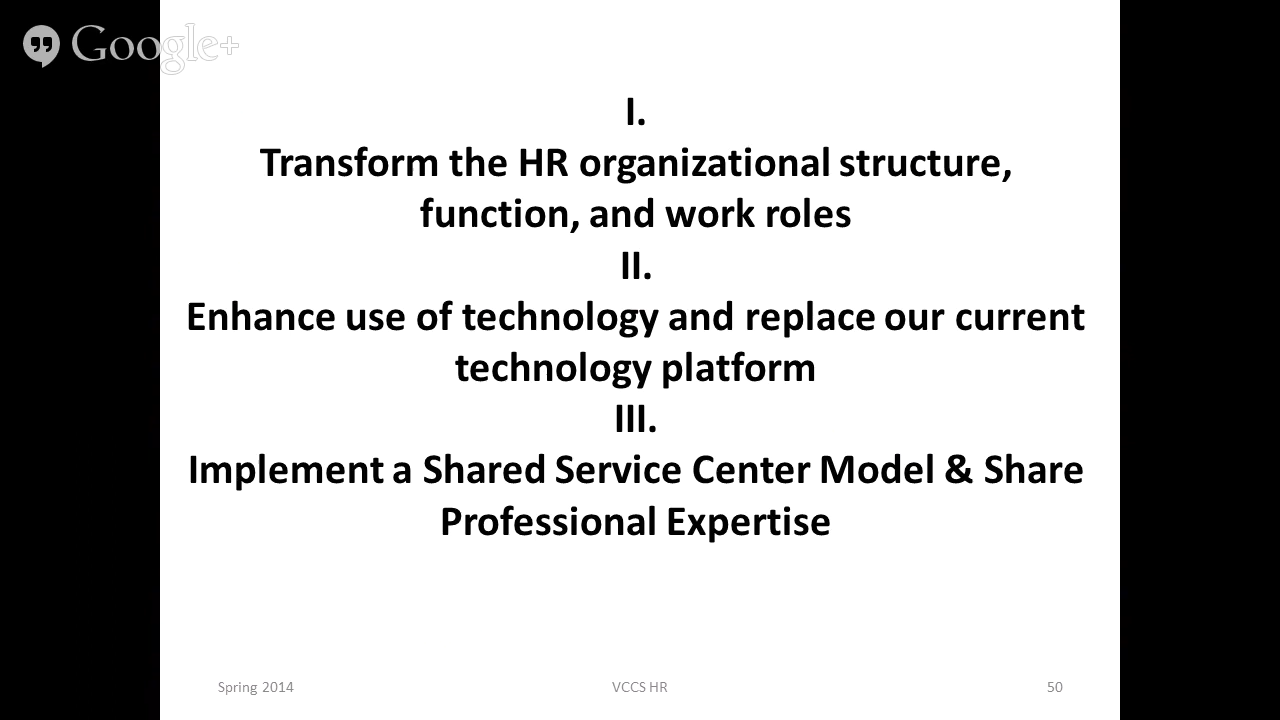 Google+
I.
Transform the HR organizational structure,
function, and work roles
II.
Enhance use of technology and replace our current
technology platform
III.
Implement a Shared Service Center Model & Share
Professional Expertise
Spring 2014
VCCS HR
50